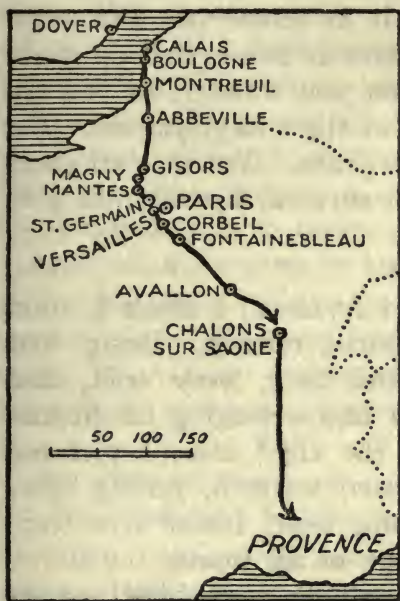 DOVER
CALAIS
BOULOGNE
MONTREUIL
ABBEVILLE
GISORS
MAGNY
MANTES
ST. GERMAIN
PARIS
VERSAILLES
CORBEIL
FONTAINEBLEAU
AVALLON
CHALONS
SUR SAONE
50 100 150
PROVENCE